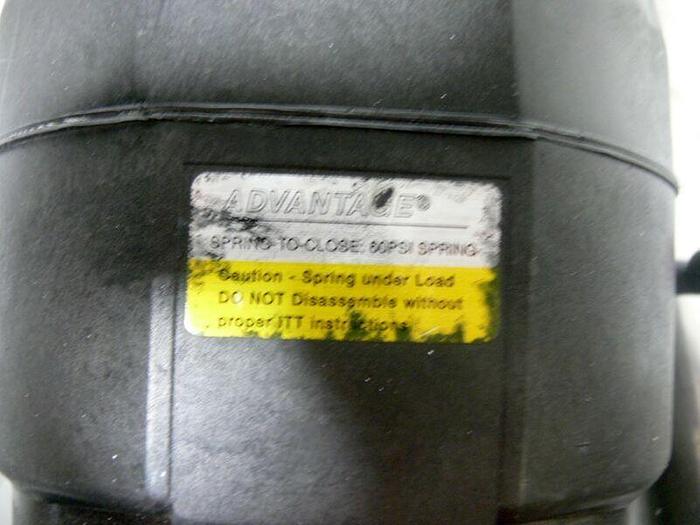 ADVANTAGE®
SPRING-TO-CLOSE: 60PSI SPRING
Caution - Spring under Load
DO NOT Disassemble without
proper ITT instructions